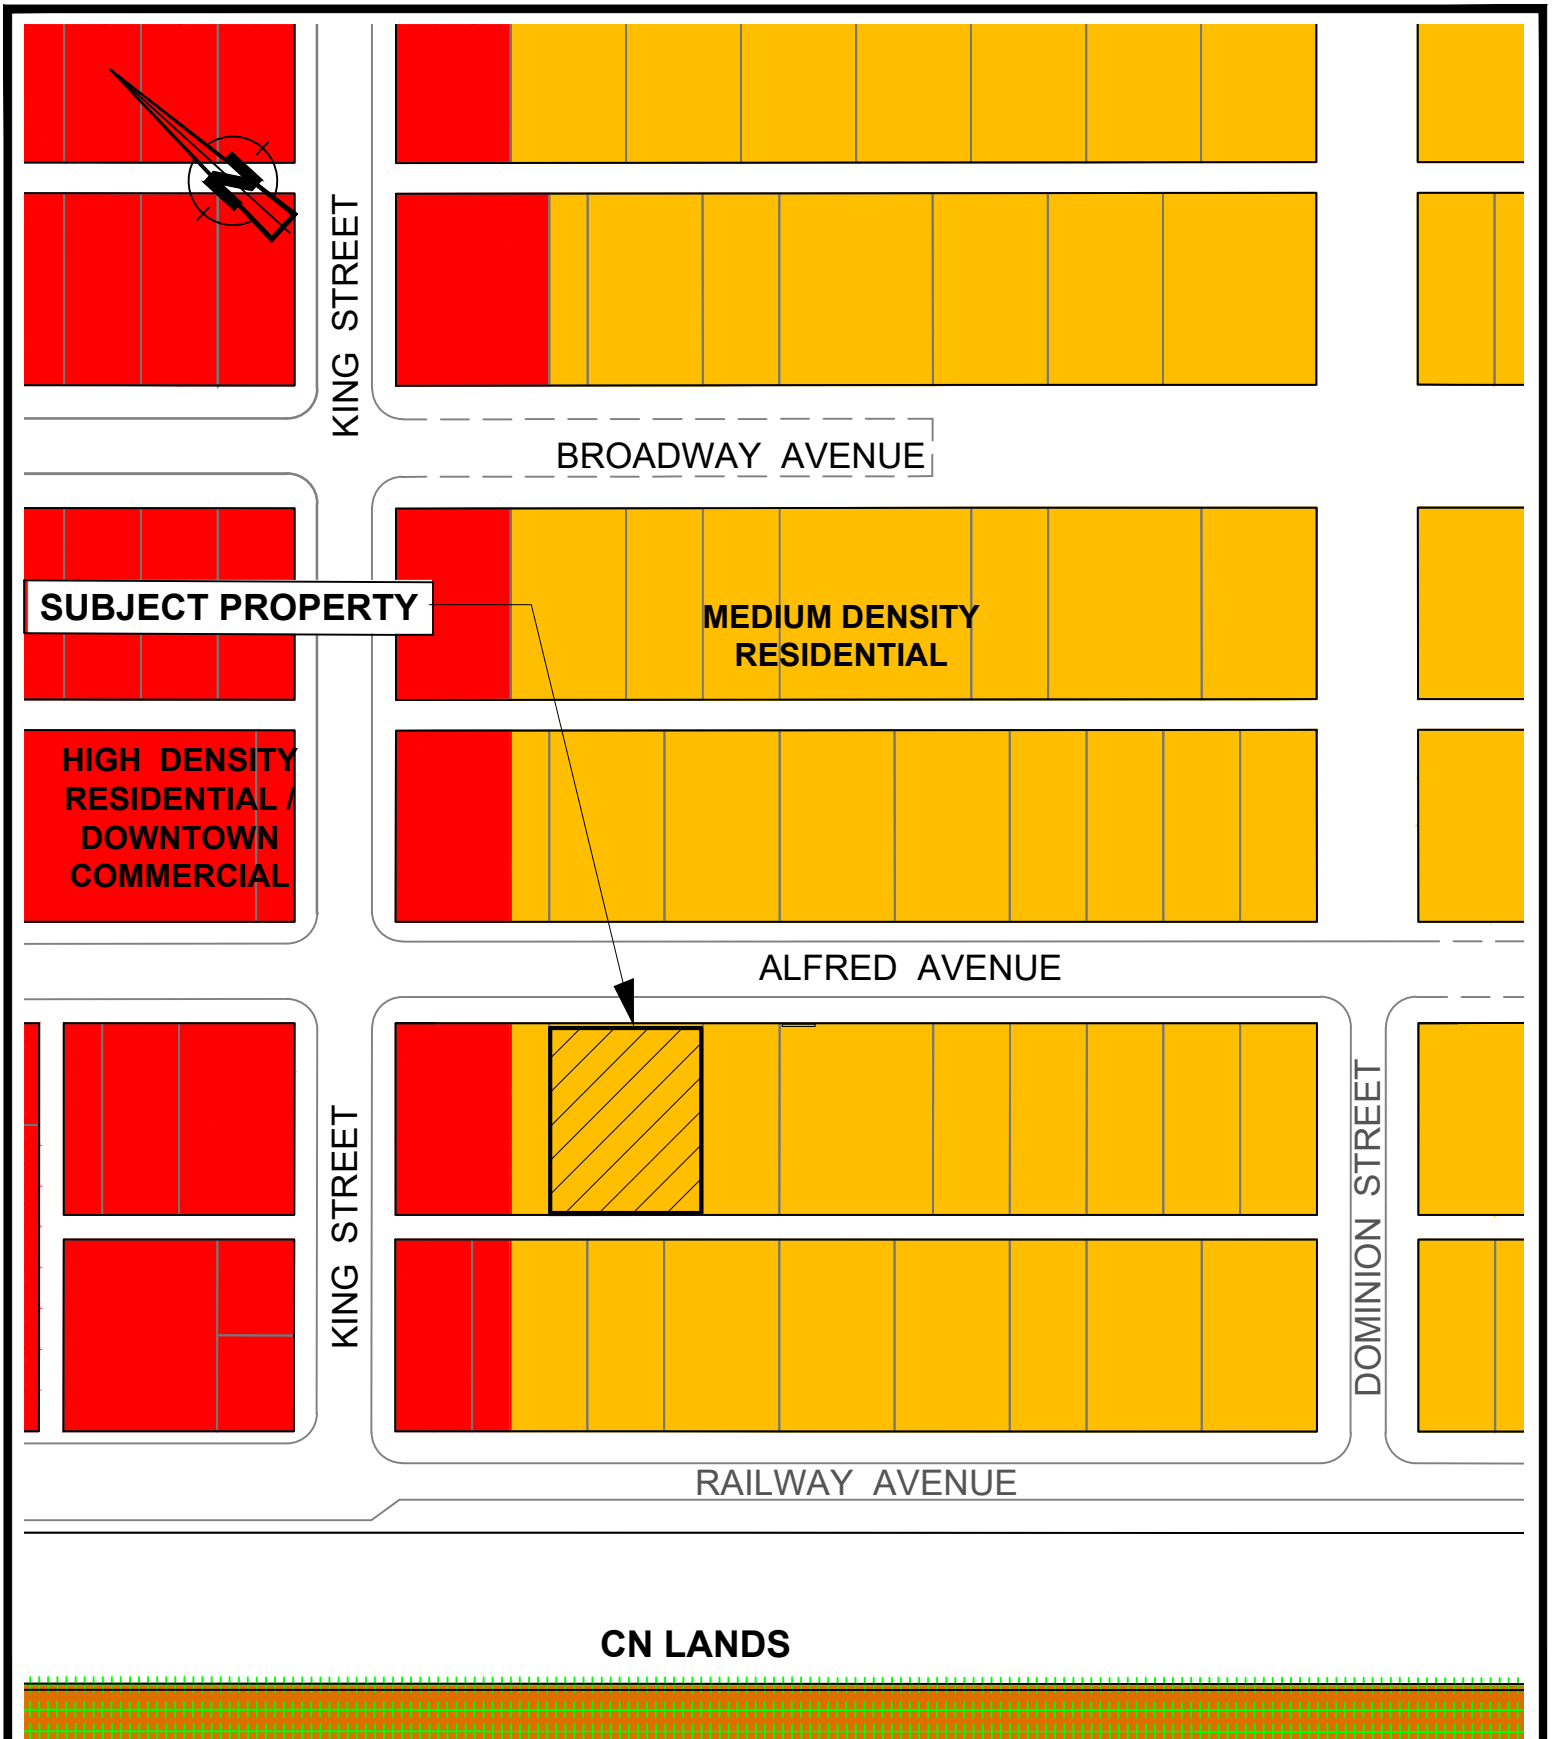 N
KING STREET
BROADWAY AVENUE
SUBJECT PROPERTY
MEDIUM DENSITY
RESIDENTIAL
HIGH DENSITY
RESIDENTIAL /
DOWNTOWN
COMMERCIAL
ALFRED AVENUE
KING STREET
DOMINION STREET
RAILWAY AVENUE
CN LANDS